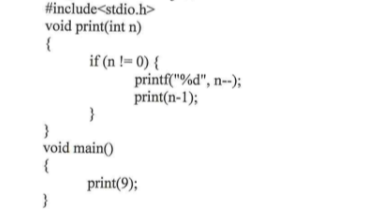 #include<stdio.h>
void print(int n)
{
if (n != 0) {
printf("%d", n--);
print(n-1);
}
}
void main()
{
print(9);
}